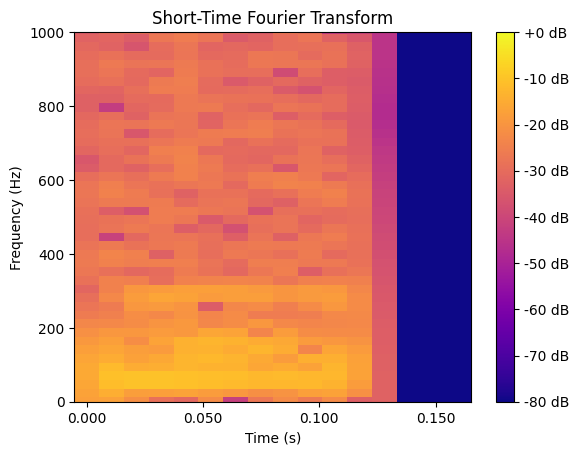 Short-Time Fourier Transform
1000
800
600
400
200
0
Frequency (Hz)
0.000
0.050
0.100
0.150
Time (s)
+0 dB
-10 dB
-20 dB
-30 dB
-40 dB
-50 dB
-60 dB
-70 dB
-80 dB